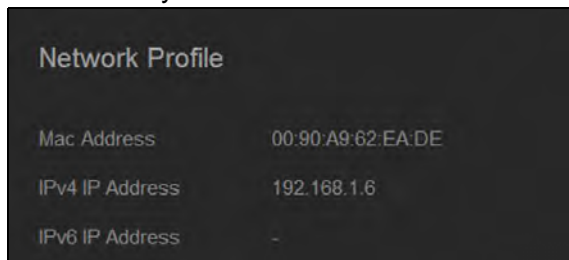 Network Profile
Mac Address 00:90:A9:62:EA:DE
IPv4 IP Address 192.168.1.6
IPv6 IP Address -